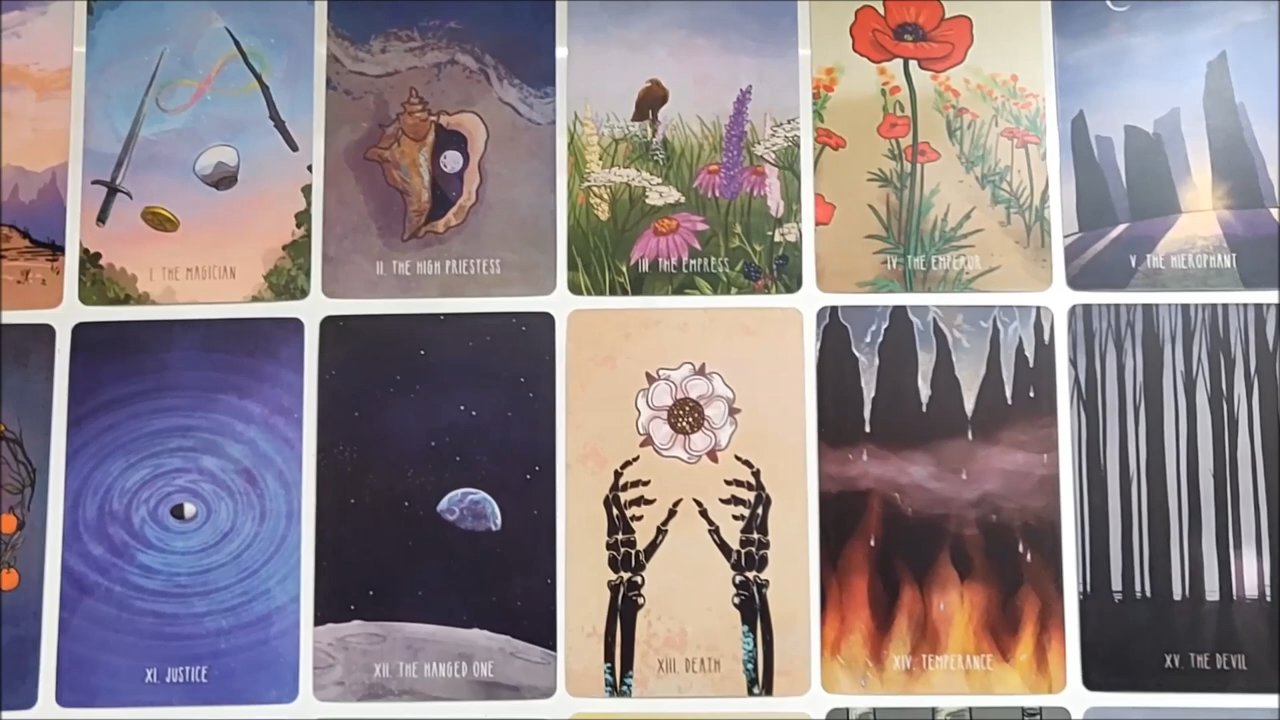 I. THE MAGICIAN
II. THE HIGH PRIESTESS
III. THE EMPRESS
IV. THE EMPEROR
V. THE HIEROPHANT
XI. JUSTICE
XII. THE HANGED ONE
XIII. DEATH
XIV. TEMPERANCE
XV. THE DEVIL